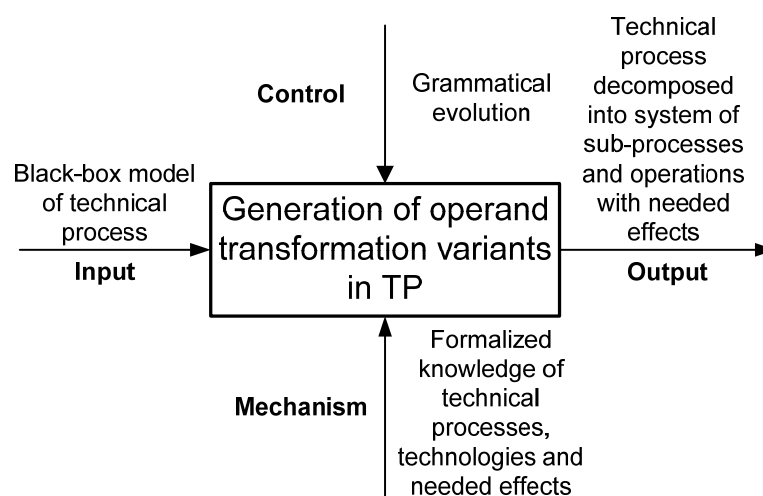 Control
Grammatical
evolution
Technical
process
decomposed
into system of
sub-processes
and operations
with needed
effects
Output
Black-box model
of technical
process
Input
Generation of operand
transformation variants
in TP
Mechanism
Formalized
knowledge of
technical
processes,
technologies and
needed effects